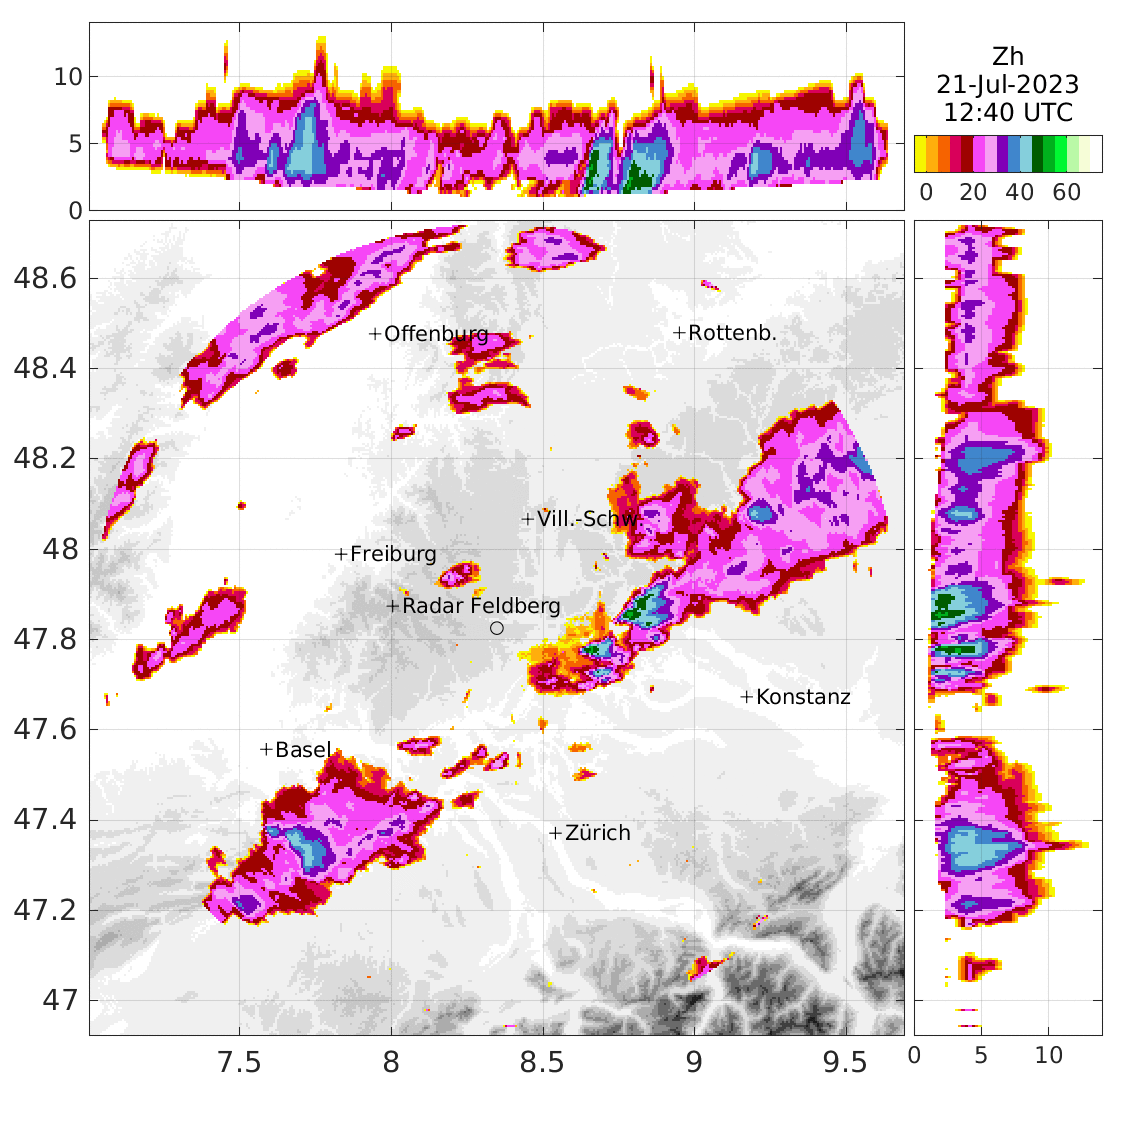 Zh
21-Jul-2023
12:40 UTC
0 20 40 60
10
5
0
48.6
48.4
48.2
48
47.8
47.6
47.4
47.2
47
+Offenburg
+Rottenb.
+Vill.-Schw.
+Freiburg
+Radar Feldberg
+Konstanz
+Basel
+Zürich
7.5 8 8.5 9 9.5
0 5 10